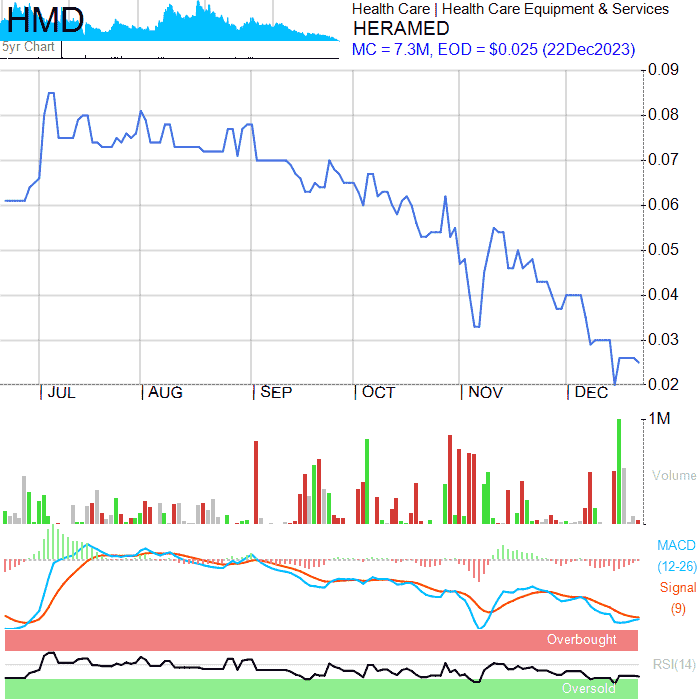 HMD
5yr Chart
Health Care | Health Care Equipment & Services
HERAMED
MC = 7.3M, EOD = $0.025 (22Dec2023)
0.09
0.08
0.07
0.06
0.05
0.04
0.03
0.02
JUL AUG SEP OCT NOV DEC
1M
Volume
MACD
(12-26)
Signal
(9)
Overbought
RSI(14)
Oversold